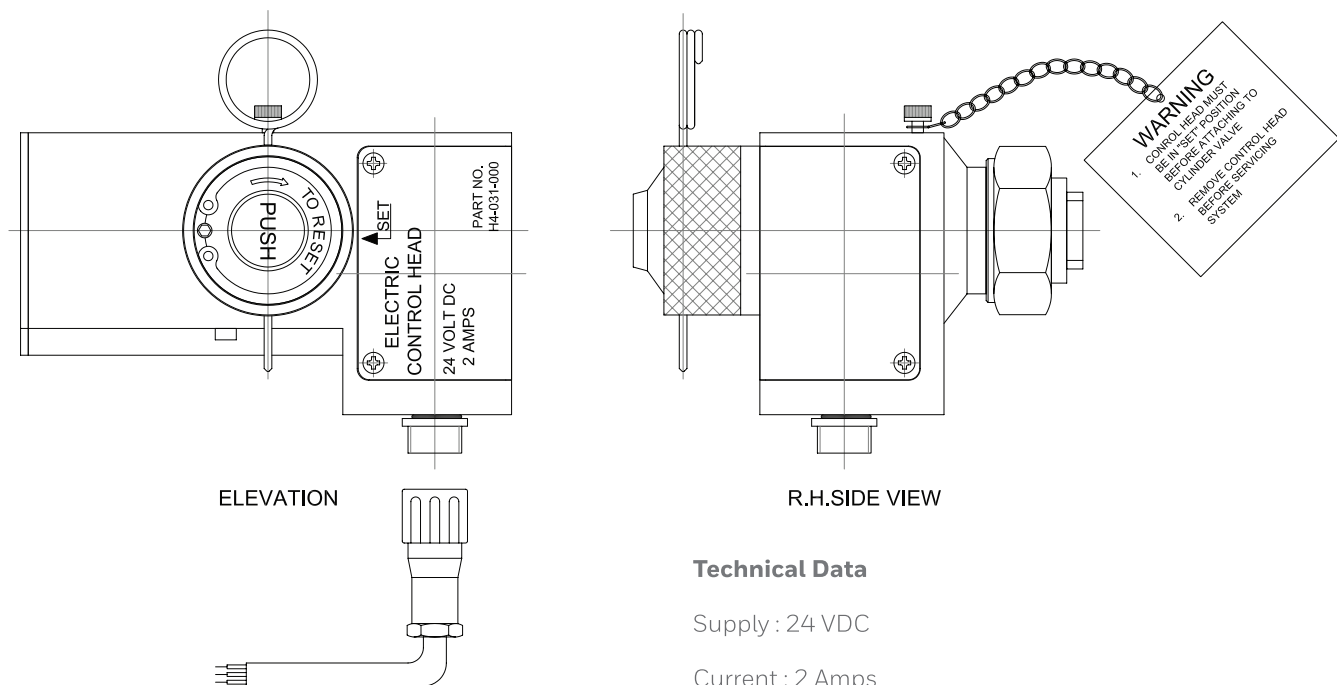 PUSH
TO RESET
SET
ELECTRIC
CONTROL HEAD
24 VOLT DC
2 AMPS
PART NO.
H4-031-000
WARNING
1. CONROL HEAD MUST
BE IN "SET" POSITION
BEFORE ATTACHING TO
CYLINDER VALVE
2. REMOVE CONTROL HEAD
BEFORE SERVICING
SYSTEM
ELEVATION
R.H.SIDE VIEW
Technical Data
Supply : 24 VDC
Current : 2 Amps